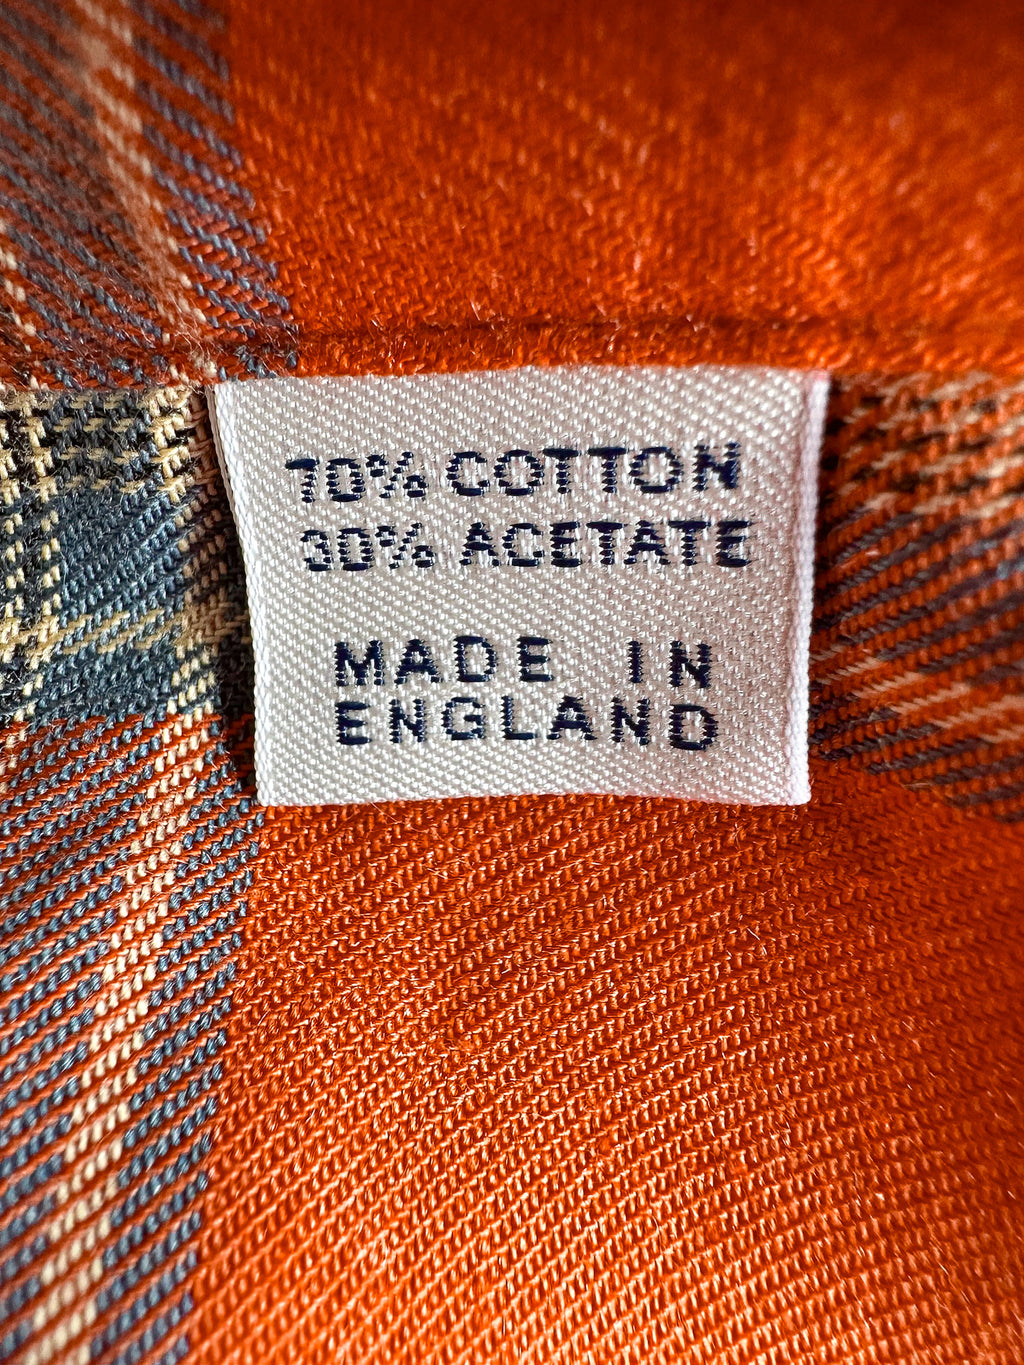 70% COTTON
30% ACETATE
MADE IN
ENGLAND